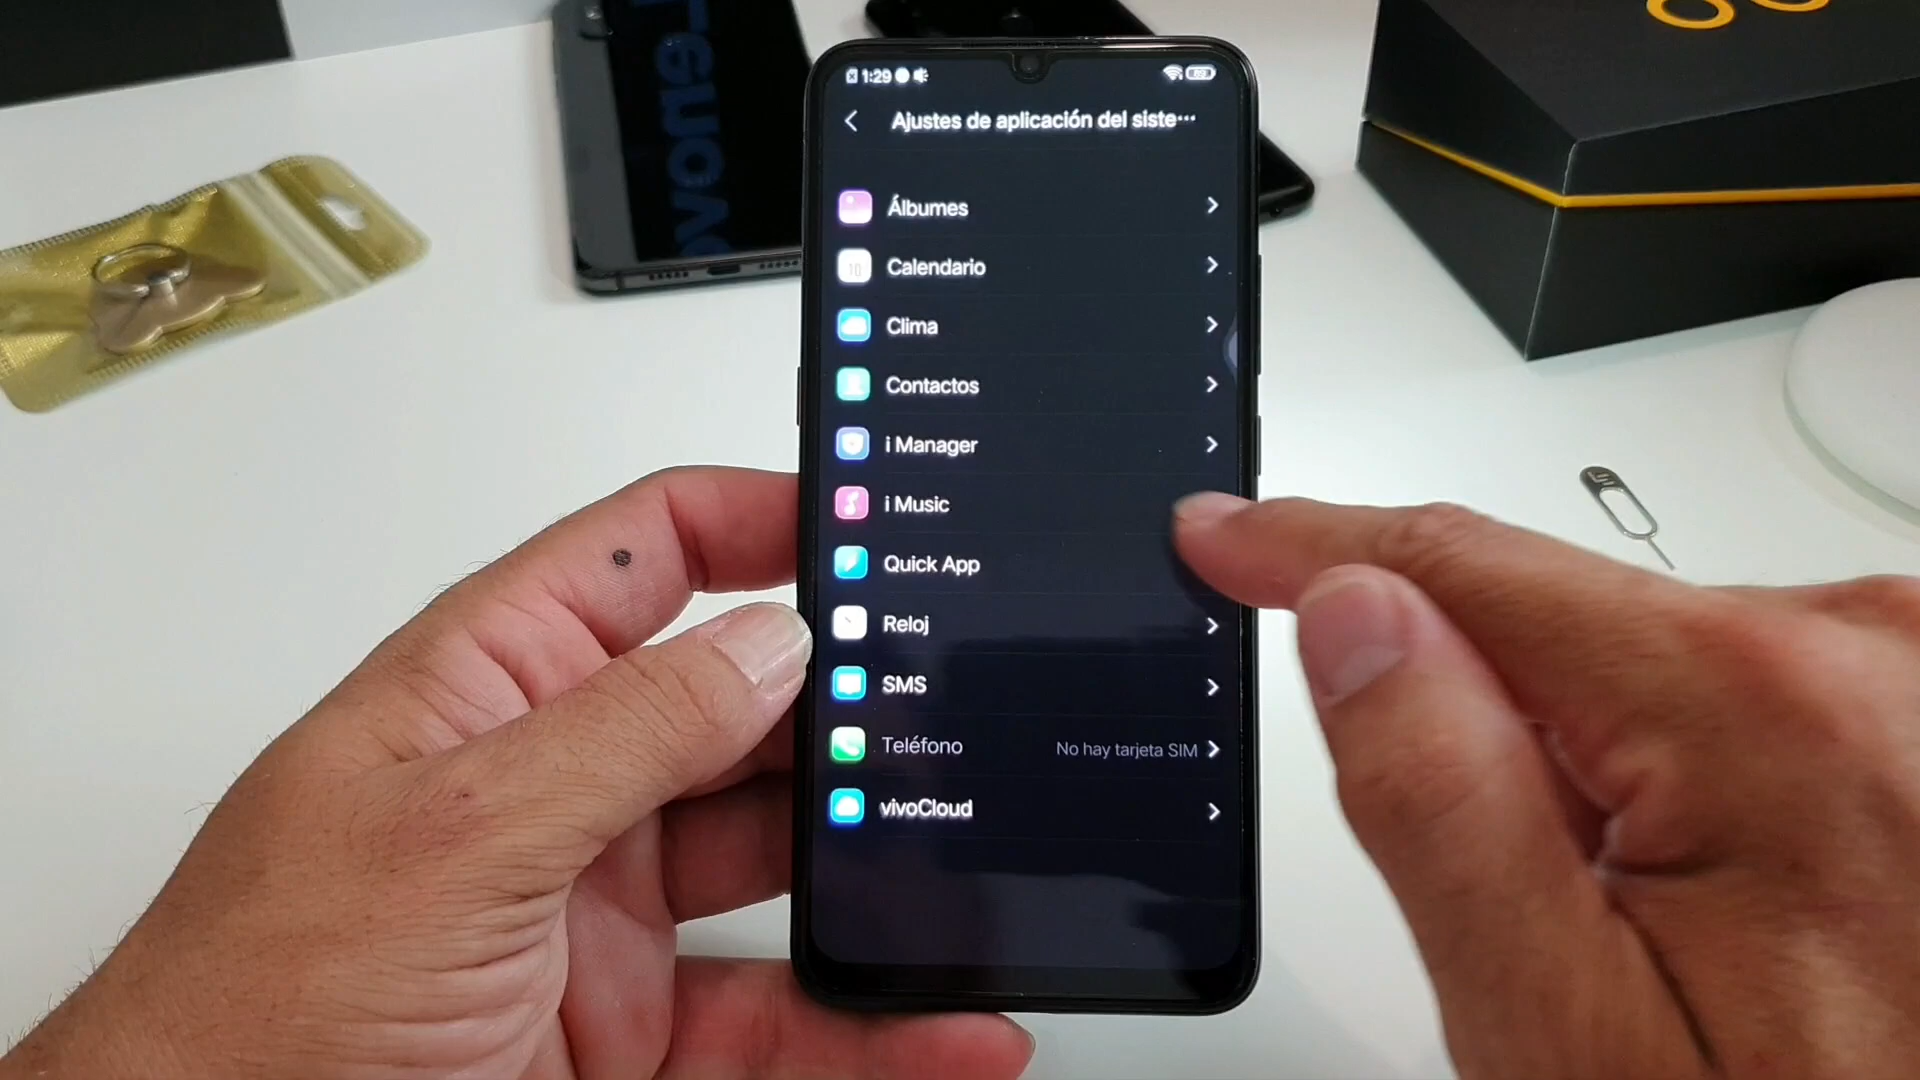 1:29
Ajustes de aplicación del siste···
Álbumes
Calendario
Clima
Contactos
i Manager
i Music
Quick App
Reloj
SMS
Teléfono No hay tarjeta SIM
vivoCloud